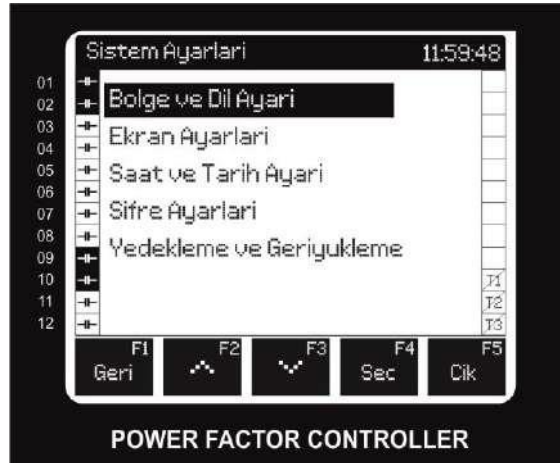 Sistem Ayarlari 11:59:48
01
02
03
04
05
06
07
08
09
10
11
12
Bolge ve Dil Ayari
Ekran Ayarlari
Saat ve Tarih Ayari
Sifre Ayarlari
Yedekleme ve Geriyukleme
T1
T2
T3
F1 F2 F3 F4 F5
Geri Sec Cik
POWER FACTOR CONTROLLER